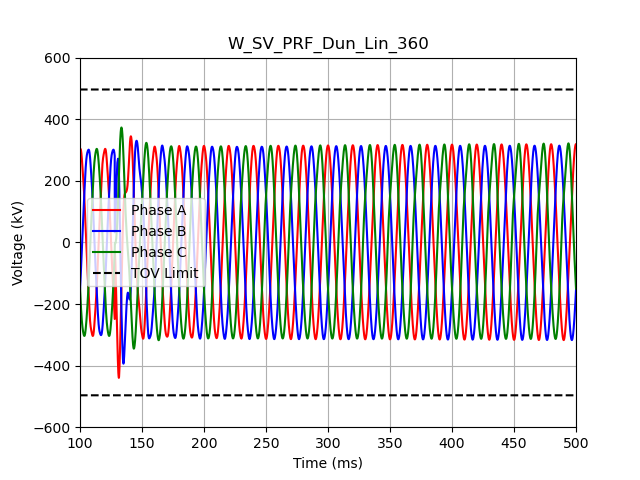 W_SV_PRF_Dun_Lin_360
600
400
200
0
−200
−400
−600
Voltage (kV)
Phase A
Phase B
Phase C
TOV Limit
100 150 200 250 300 350 400 450 500
Time (ms)